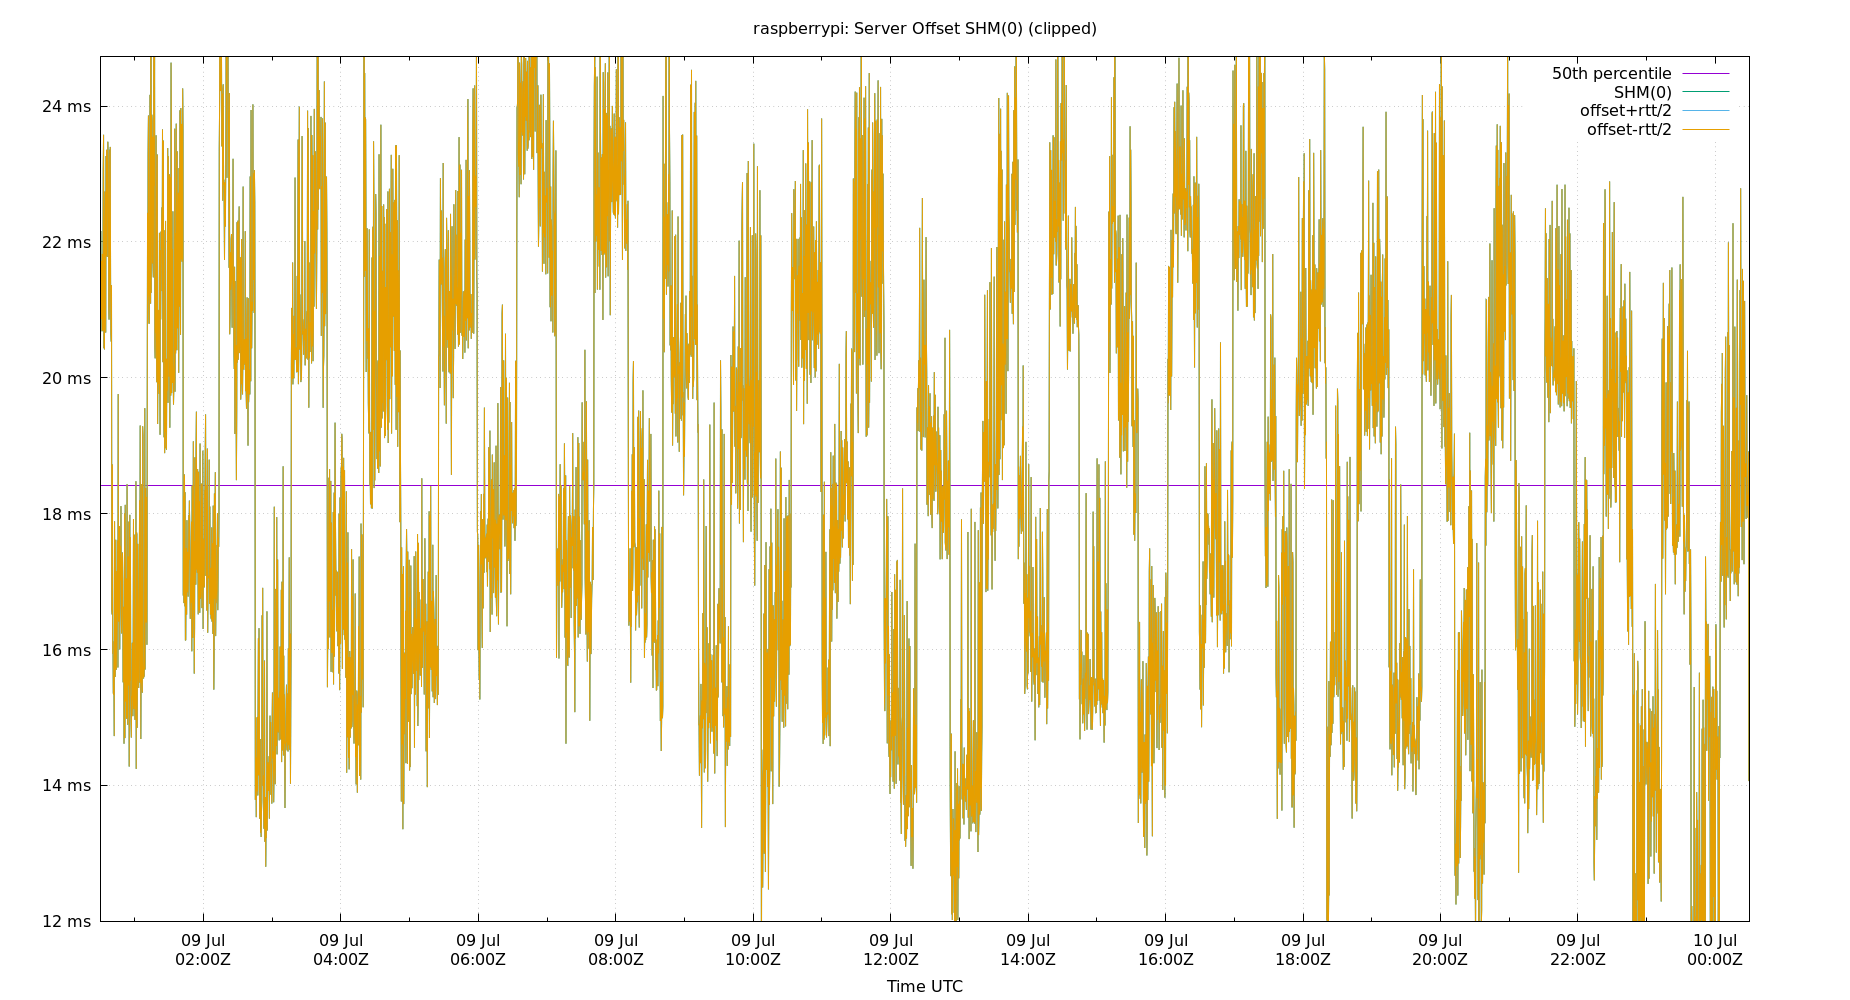 raspberrypi: Server Offset SHM(0) (clipped)
50th percentile
SHM(0)
offset+rtt/2
offset-rtt/2
24 ms
22 ms
20 ms
18 ms
16 ms
14 ms
12 ms
09 Jul 09 Jul 09 Jul 09 Jul 09 Jul 09 Jul 09 Jul 09 Jul 09 Jul 09 Jul 09 Jul 10 Jul
02:00Z 04:00Z 06:00Z 08:00Z 10:00Z 12:00Z 14:00Z 16:00Z 18:00Z 20:00Z 22:00Z 00:00Z
Time UTC